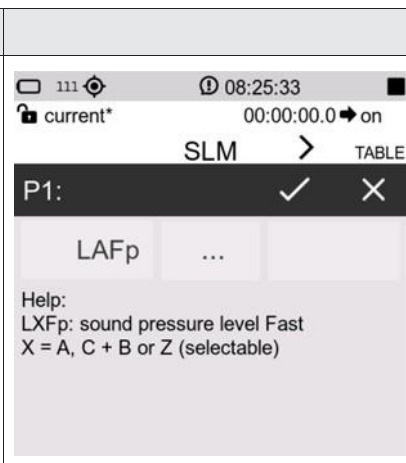 111 08:25:33
current* 00:00:00.0 on
SLM > TABLE
P1:
LAFp ...
Help:
LXFp: sound pressure level Fast
X = A, C + B or Z (selectable)